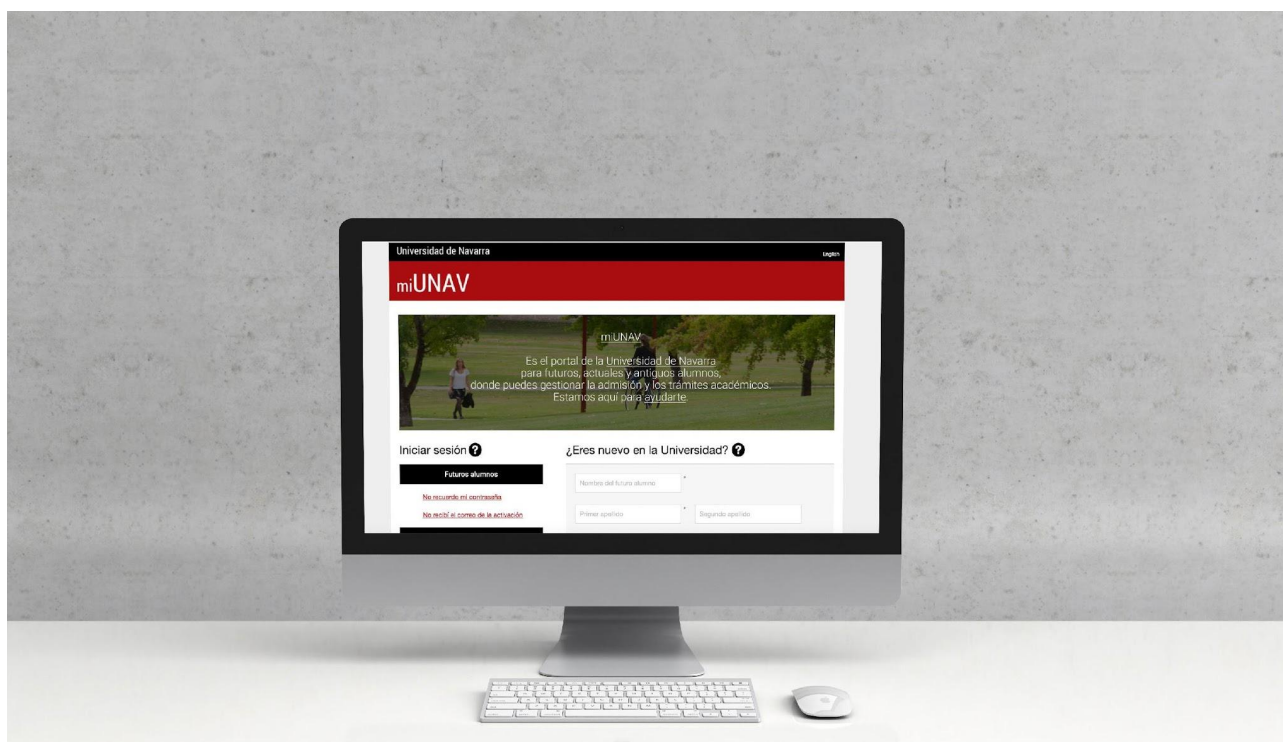 Universidad de Navarra
English
miUNAV
miUNAV
Es el portal de la Universidad de Navarra
para futuros, actuales y antiguos alumnos,
donde puedes gestionar la admisión y los trámites académicos.
Estamos aquí para ayudarte.
Iniciar sesión ?
¿Eres nuevo en la Universidad? ?
Futuros alumnos
No recuerdo mi contraseña
No recibí el correo de la activación
Nombre del futuro alumno *
Primer apellido *
Segundo apellido